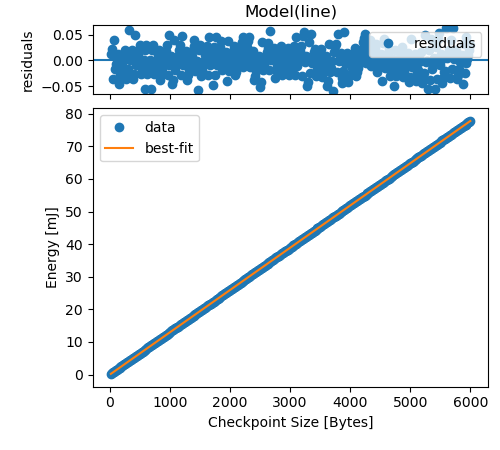 Model(line)
residuals
0.05
0.00
−0.05
residuals
Energy [mJ]
80
70
60
50
40
30
20
10
0
data
best-fit
0 1000 2000 3000 4000 5000 6000
Checkpoint Size [Bytes]